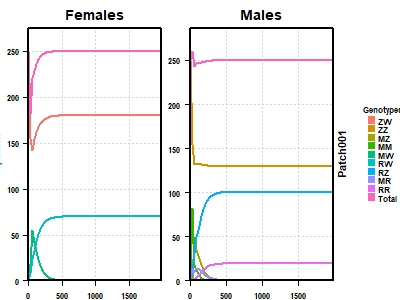 Females
Males
250
200
150
100
50
0
250
200
150
100
50
0
0
500
1000
1500
0
500
1000
1500
Patch001
Genotypes
ZW
ZZ
MZ
MM
MW
RW
RZ
MR
RR
Total